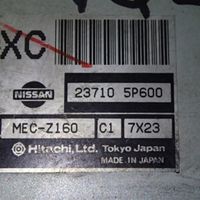 XC
NISSAN
23710 5P600
MEC-Z160 C1 7X23
Hitachi, Ltd. Tokyo Japan
MADE IN JAPAN